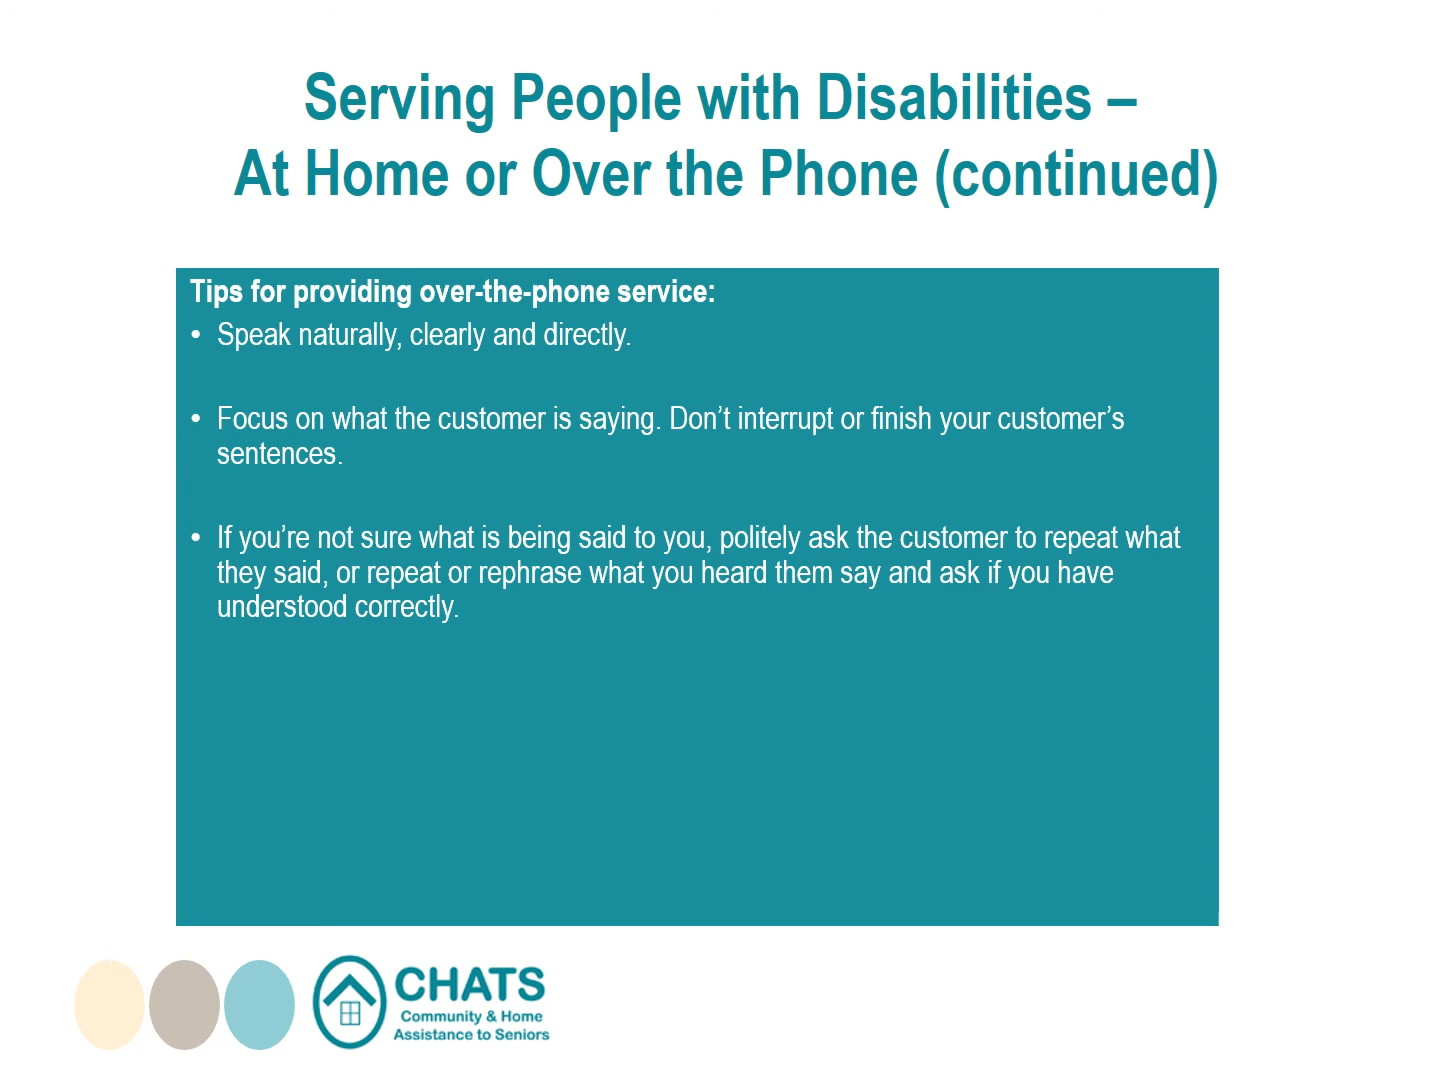 Serving People with Disabilities –
At Home or Over the Phone (continued)
Tips for providing over-the-phone service:
• Speak naturally, clearly and directly.
• Focus on what the customer is saying. Don’t interrupt or finish your customer’s
sentences.
• If you’re not sure what is being said to you, politely ask the customer to repeat what
they said, or repeat or rephrase what you heard them say and ask if you have
understood correctly.
CHATS
Community & Home
Assistance to Seniors